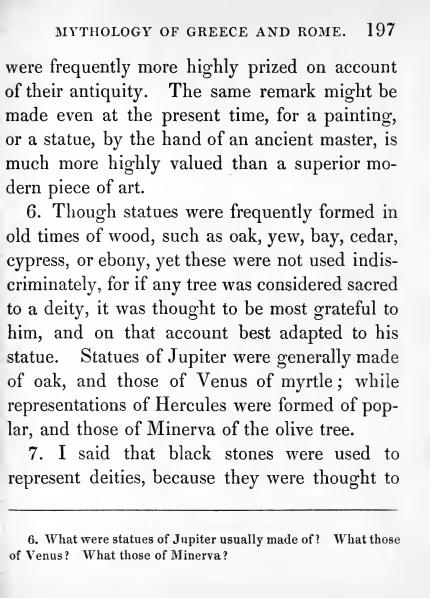 MYTHOLOGY OF GREECE AND ROME. 197
were frequently more highly prized on account
of their antiquity. The same remark might be
made even at the present time, for a painting,
or a statue, by the hand of an ancient master, is
much more highly valued than a superior mo-
dern piece of art.
6. Though statues were frequently formed in
old times of wood, such as oak, yew, bay, cedar,
cypress, or ebony, yet these were not used indis-
criminately, for if any tree was considered sacred
to a deity, it was thought to be most grateful to
him, and on that account best adapted to his
statue. Statues of Jupiter were generally made
of oak, and those of Venus of myrtle; while
representations of Hercules were formed of pop-
lar, and those of Minerva of the olive tree.
7. I said that black stones were used to
represent deities, because they were thought to
6. What were statues of Jupiter usually made of? What those
of Venus? What those of Minerva?